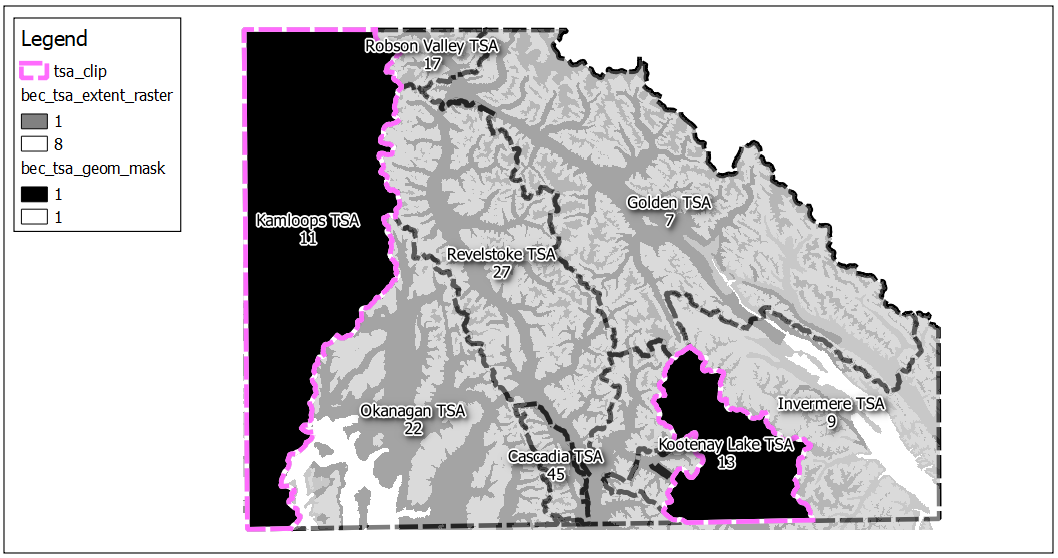 Legend
tsa_clip
bec_tsa_extent_raster
1
8
bec_tsa_geom_mask
1
1
Robson Valley TSA
17
Golden TSA
7
Kamloops TSA
11
Revelstoke TSA
27
Okanagan TSA
22
Invermere TSA
9
Kootenay Lake TSA
13
Cascadia TSA
45